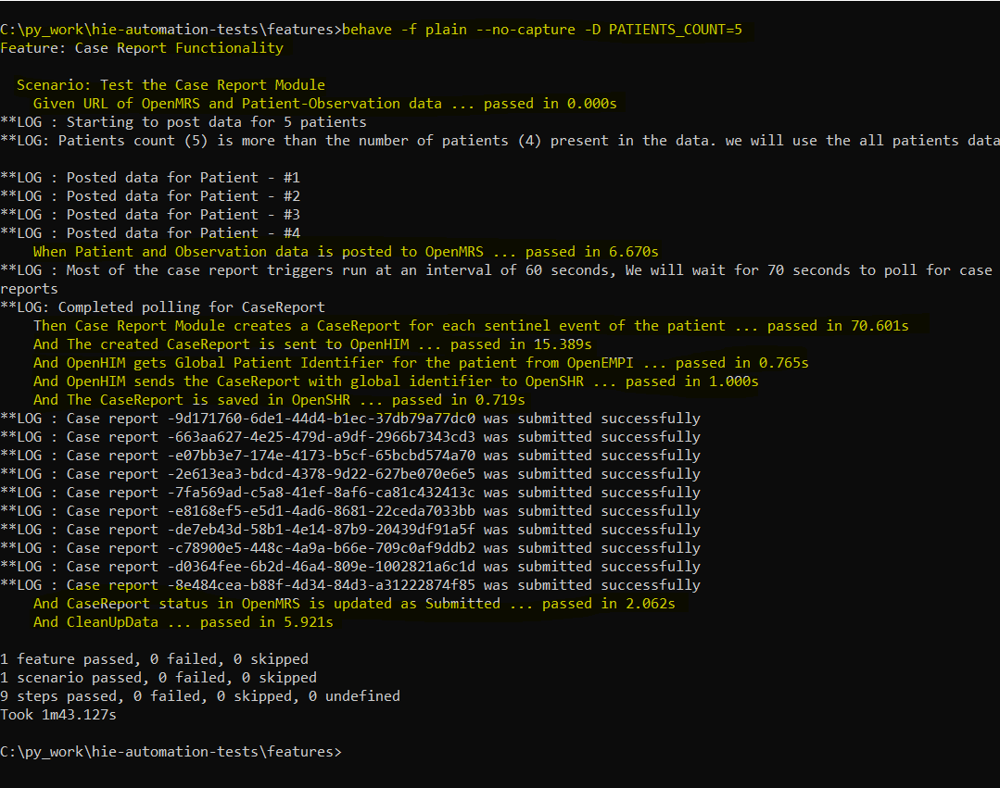 C:\py_work\hie-automation-tests\features>behave -f plain --no-capture -D PATIENTS_COUNT=5
Feature: Case Report Functionality
Scenario: Test the Case Report Module
Given URL of OpenMRS and Patient-Observation data ... passed in 0.000s
**LOG : Starting to post data for 5 patients
**LOG: Patients count (5) is more than the number of patients (4) present in the data. we will use the all patients data
**LOG : Posted data for Patient - #1
**LOG : Posted data for Patient - #2
**LOG : Posted data for Patient - #3
**LOG : Posted data for Patient - #4
When Patient and Observation data is posted to OpenMRS ... passed in 6.670s
**LOG : Most of the case report triggers run at an interval of 60 seconds, We will wait for 70 seconds to poll for case
reports
**LOG: Completed polling for CaseReport
Then Case Report Module creates a CaseReport for each sentinel event of the patient ... passed in 70.601s
And The created CaseReport is sent to OpenHIM ... passed in 15.389s
And OpenHIM gets Global Patient Identifier for the patient from OpenEMPI ... passed in 0.765s
And OpenHIM sends the CaseReport with global identifier to OpenSHR ... passed in 1.000s
And The CaseReport is saved in OpenSHR ... passed in 0.719s
**LOG : Case report -9d171760-6de1-44d4-b1ec-37db79a77dc0 was submitted successfully
**LOG : Case report -663aa627-4e25-479d-a9df-2966b7343cd3 was submitted successfully
**LOG : Case report -e07bb3e7-174e-4173-b5cf-65bcbd574a70 was submitted successfully
**LOG : Case report -2e613ea3-bdcd-4378-9d22-627be070e6e5 was submitted successfully
**LOG : Case report -7fa569ad-c5a8-41ef-8af6-ca81c432413c was submitted successfully
**LOG : Case report -e8168ef5-e5d1-4ad6-8681-22ceda7033bb was submitted successfully
**LOG : Case report -de7eb43d-58b1-4e14-87b9-20439df91a5f was submitted successfully
**LOG : Case report -c78900e5-448c-4a9a-b66e-709c0af9ddb2 was submitted successfully
**LOG : Case report -d0364fee-6b2d-46a4-809e-1002821a6c1d was submitted successfully
**LOG : Case report -8e484cea-b88f-4d34-84d3-a31222874f85 was submitted successfully
And CaseReport status in OpenMRS is updated as Submitted ... passed in 2.062s
And CleanUpData ... passed in 5.921s
1 feature passed, 0 failed, 0 skipped
1 scenario passed, 0 failed, 0 skipped
9 steps passed, 0 failed, 0 skipped, 0 undefined
Took 1m43.127s
C:\py_work\hie-automation-tests\features>